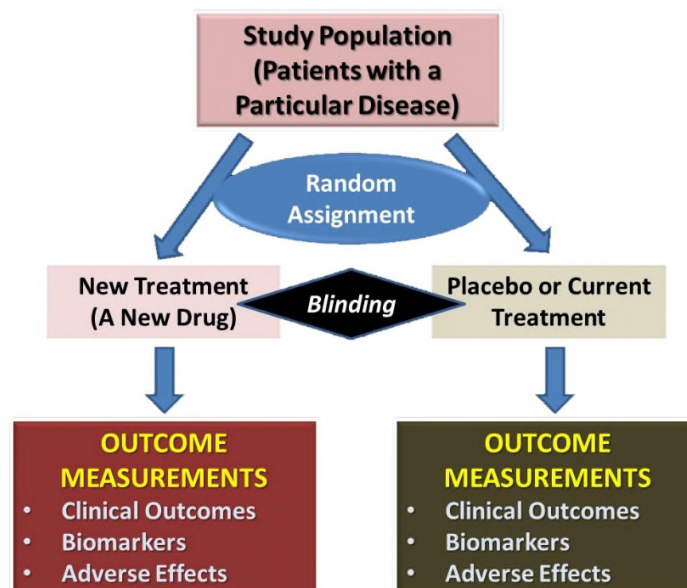 Study Population
(Patients with a
Particular Disease)
Random
Assignment
New Treatment
(A New Drug)
Blinding
Placebo or Current
Treatment
OUTCOME
MEASUREMENTS
• Clinical Outcomes
• Biomarkers
• Adverse Effects
OUTCOME
MEASUREMENTS
• Clinical Outcomes
• Biomarkers
• Adverse Effects